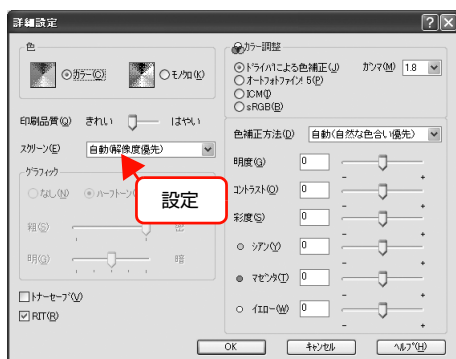 詳細設定
色
カラー(C)
モノクロ(K)
印刷品質(Q) きれい はやい
スクリーン(E) 自動(解像度優先)
グラフィック
なし(N) ハーフトーン
粗(S) 密
明(G) 暗
トナーセーブ(V)
RIT(R)
設定
カラー調整
ドライバによる色補正(J) ガンマ(M) 1.8
オートフォトファイン! 5(P)
ICM(I)
sRGB(B)
色補正方法(D) 自動(自然な色合い優先)
明度(G) 0
- +
コントラスト(O) 0
- +
彩度(S) 0
- +
シアン(Y) 0
- +
マゼンタ(T) 0
- +
イエロー(W) 0
- +
OK キャンセル ヘルプ(H)